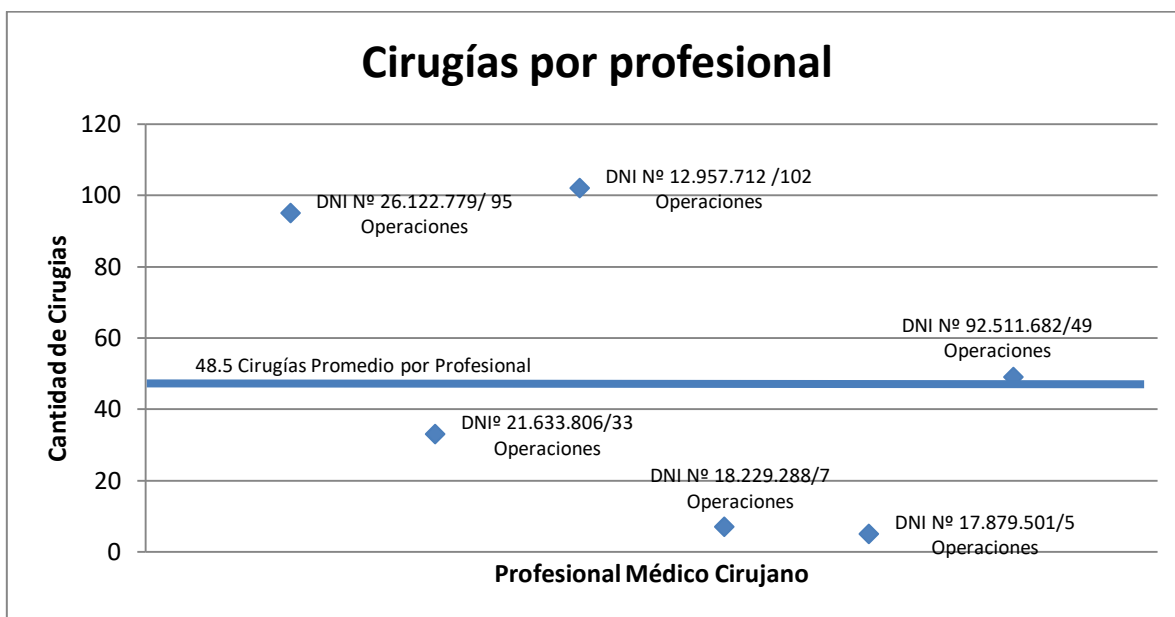 Cirugías por profesional
Cantidad de Cirugias
120
100
80
60
40
20
0
DNI Nº 26.122.779/ 95
Operaciones
DNI Nº 12.957.712 /102
Operaciones
DNI Nº 92.511.682/49
Operaciones
48.5 Cirugías Promedio por Profesional
DNIº 21.633.806/33
Operaciones
DNI Nº 18.229.288/7
Operaciones
DNI Nº 17.879.501/5
Operaciones
Profesional Médico Cirujano